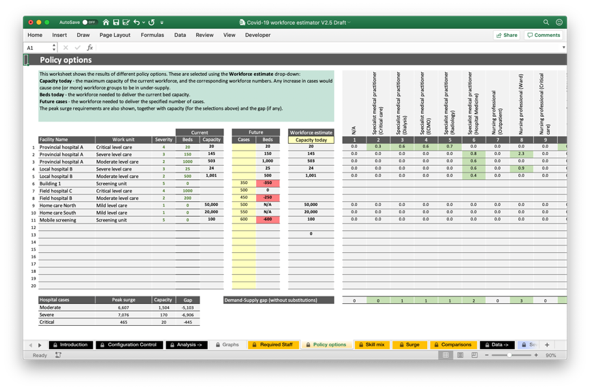 AutoSave OFF
Covid-19 workforce estimator V2.5 Draft
Home Insert Draw Page Layout Formulas Data Review View Developer Share Comments
A1 fx
Policy options
This worksheet shows the results of different policy options. These are selected using the Workforce estimate drop-down:
Capacity today - the maximum capacity of the current workforce, and the corresponding workforce numbers. Any increase in cases would
cause one (or more) workforce groups to be in under-supply.
Beds today - the workforce needed to deliver the current bed capacity.
Future cases - the workforce needed to deliver the specified number of cases.
The peak surge requirements are also shown, together with capacity (for the selections above) and the gap (if any).
N/A
Specialist medical practitioner (Critical care)
Specialist medical practitioner (Dialysis)
Specialist medical practitioner (ECMO)
Specialist medical practitioner (Radiology)
Specialist medical practitioner (Hospital Medicine)
Nursing professional (Outpatient)
Nursing professional (Ward)
Nursing professional (Critical care)
Current Future Workforce estimate
Facility Name Work unit Severity Beds Capacity Cases Beds Capacity today 1 2 3 4 5 6 7 8
1 Provincial hospital A Critical level care 4 20 20 20 20 0.0 0.3 0.6 0.6 0.7 0.0 0.0 0.0
2 Provincial hospital A Severe level care 3 150 145 150 145 0.0 0.0 0.0 0.0 0.0 0.8 0.0 2.3 0.0
3 Provincial hospital A Moderate level care 2 1000 503 1,000 503 0.0 0.0 0.0 0.0 0.0 0.6 0.0 0.0 0.0
4 Local hospital B Severe level care 3 25 24 25 24 0.0 0.0 0.0 0.0 0.0 0.6 0.0 0.9 0.0
5 Local hospital B Moderate level care 2 500 1,001 500 1,001 0.0 0.0 0.0 0.0 0.0 0.4 0.0 0.0 0.0
6 Building 1 Screening unit 5 0 350 -350
7 Field hospital C Critical level care 4 1000 500 0
8 Field hospital B Moderate level care 2 200 450 -250
9 Home care North Mild level care 1 0 50,000 500 N/A 50,000 0.0 0.0 0.0 0.0 0.0 0.0 0.0 0.0 0.0
10 Home care South Mild level care 1 0 20,000 550 N/A 20,000 0.0 0.0 0.0 0.0 0.0 0.0 0.0 0.0 0.0
11 Mobile screening Screening unit 5 0 100 600 -600 100 0.0 0.0 0.0 0.0 0.0 0.0 0.0 0.0 0.0
12
13 0
14
15
16
17
18
19
20
Hospital cases Peak surge Capacity Gap Demand-Supply gap (without substitutions) 0 0 1 1 1 2 0 3 0
Moderate 6,607 1,504 -5,103
Severe 7,076 170 -6,906
Critical 465 20 -445
Introduction Configuration Control Analysis -> Graphs Required Staff Policy options Skill mix Surge Comparisons Data ->
Ready 60%